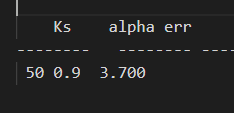 Ks alpha err
-------- -------- ----
50 0.9 3.700